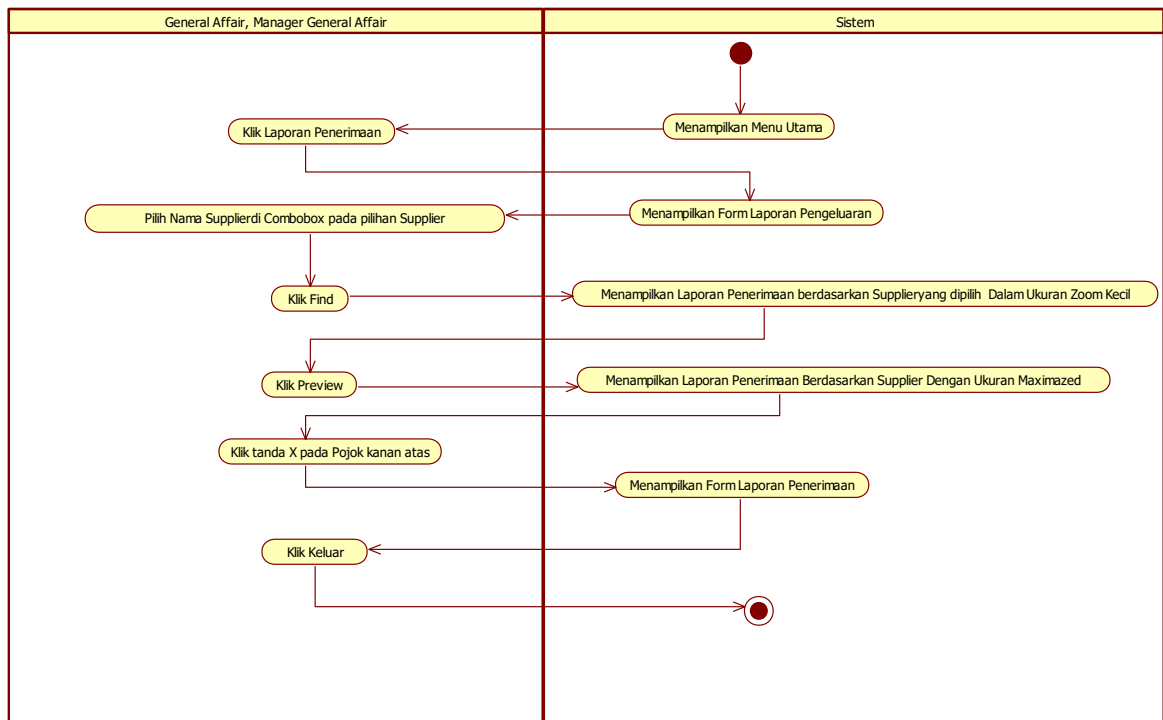 General Affair, Manager General Affair
Sistem
Menampilkan Menu Utama
Klik Laporan Penerimaan
Menampilkan Form Laporan Pengeluaran
Pilih Nama Supplierdi Combobox pada pilihan Supplier
Klik Find
Menampilkan Laporan Penerimaan berdasarkan Supplieryang dipilih Dalam Ukuran Zoom Kecil
Klik Preview
Menampilkan Laporan Penerimaan Berdasarkan Supplier Dengan Ukuran Maximazed
Klik tanda X pada Pojok kanan atas
Menampilkan Form Laporan Penerimaan
Klik Keluar